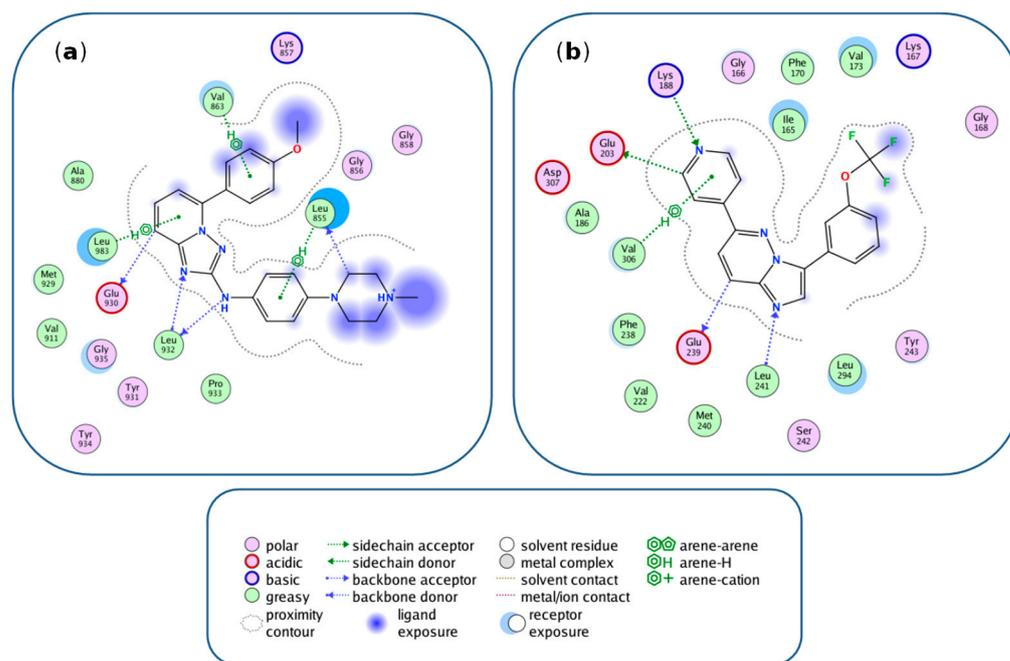 (a)
Lys
857
Val
863
H
Gly
858
O
Gly
856
Ala
880
Leu
855
H
Leu
983
H
N
N
Met
929
Glu
930
N
N
H
N
HN+
Val
911
Leu
932
Gly
935
Tyr
931
Pro
933
Tyr
934
(b)
Lys
167
Val
173
Gly
166
Phe
170
Lys
188
Ile
165
Gly
168
F
F
F
Glu
203
N
Asp
307
O
H
Ala
186
Val
306
N
N
N
Phe
238
Glu
239
Tyr
243
Leu
241
Leu
294
Val
222
Met
240
Ser
242
polar
acidic
basic
greasy
proximity
contour
sidechain acceptor
sidechain donor
backbone acceptor
backbone donor
ligand
exposure
solvent residue
metal complex
solvent contact
metal/ion contact
receptor
exposure
arene-arene
H arene-H
+ arene-cation